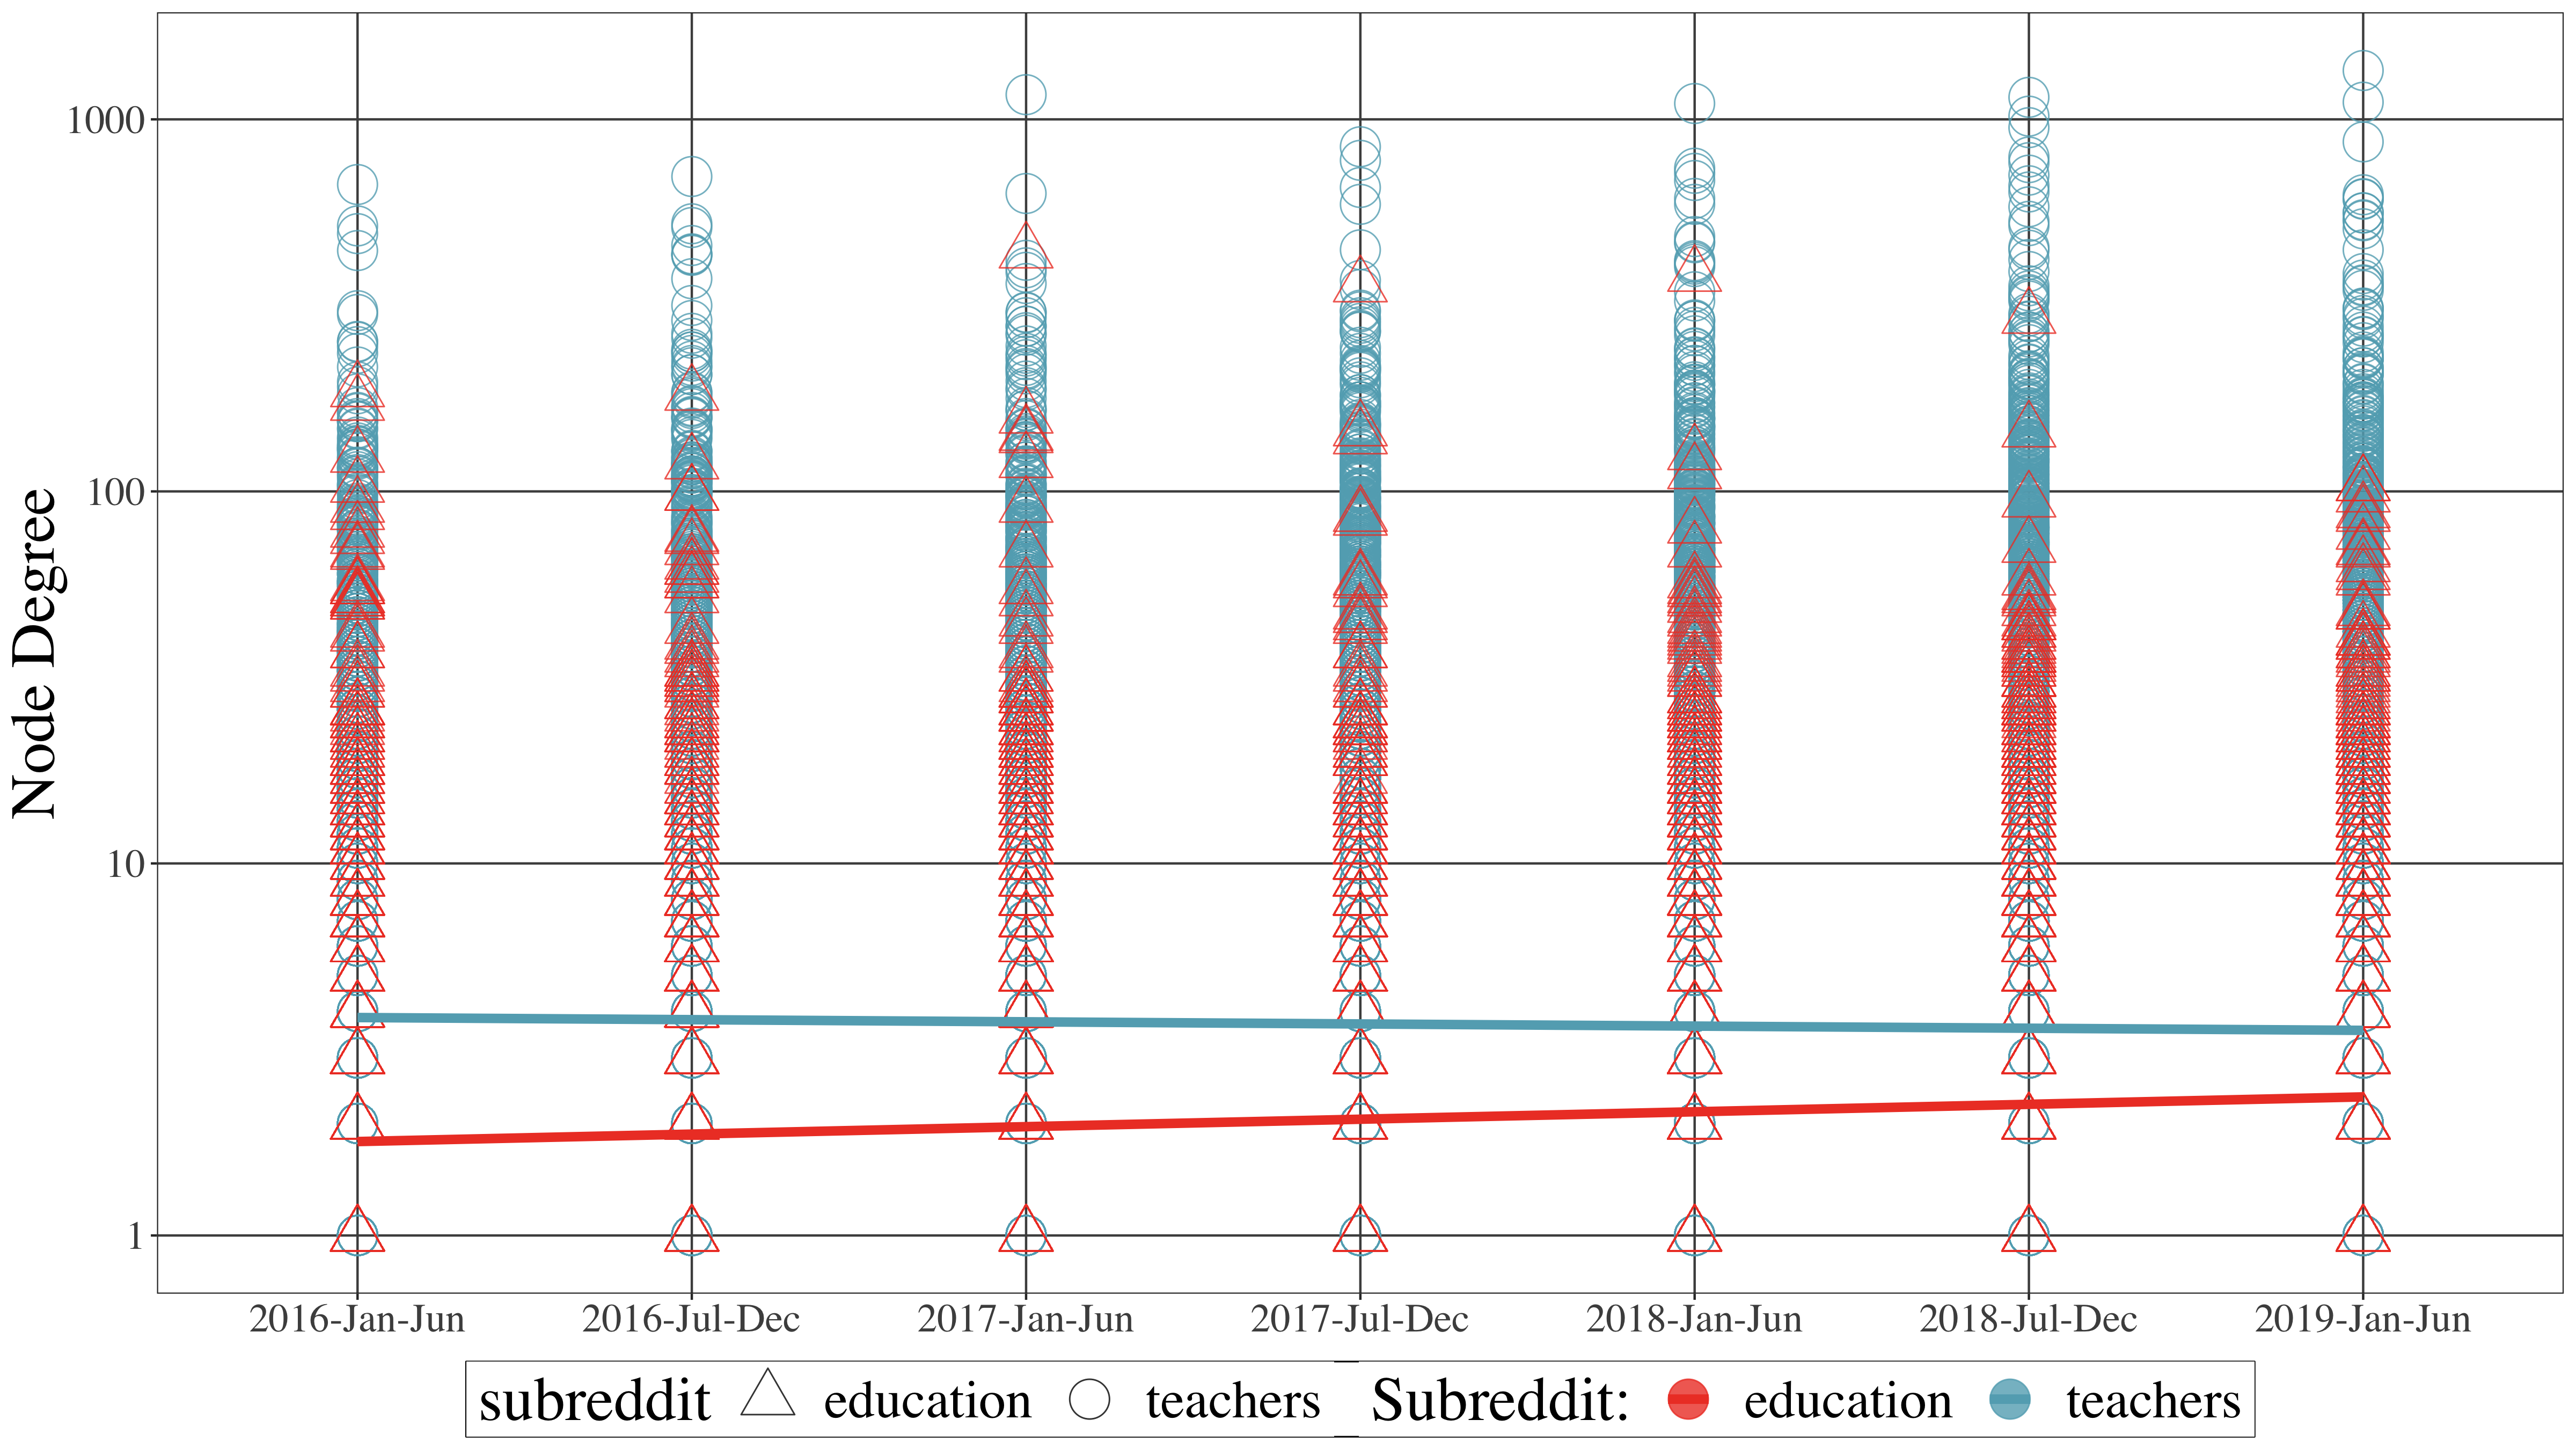 Node Degree
1000
100
10
1
2016-Jan-Jun 2016-Jul-Dec 2017-Jan-Jun 2017-Jul-Dec 2018-Jan-Jun 2018-Jul-Dec 2019-Jan-Jun
subreddit education teachers Subreddit: education teachers